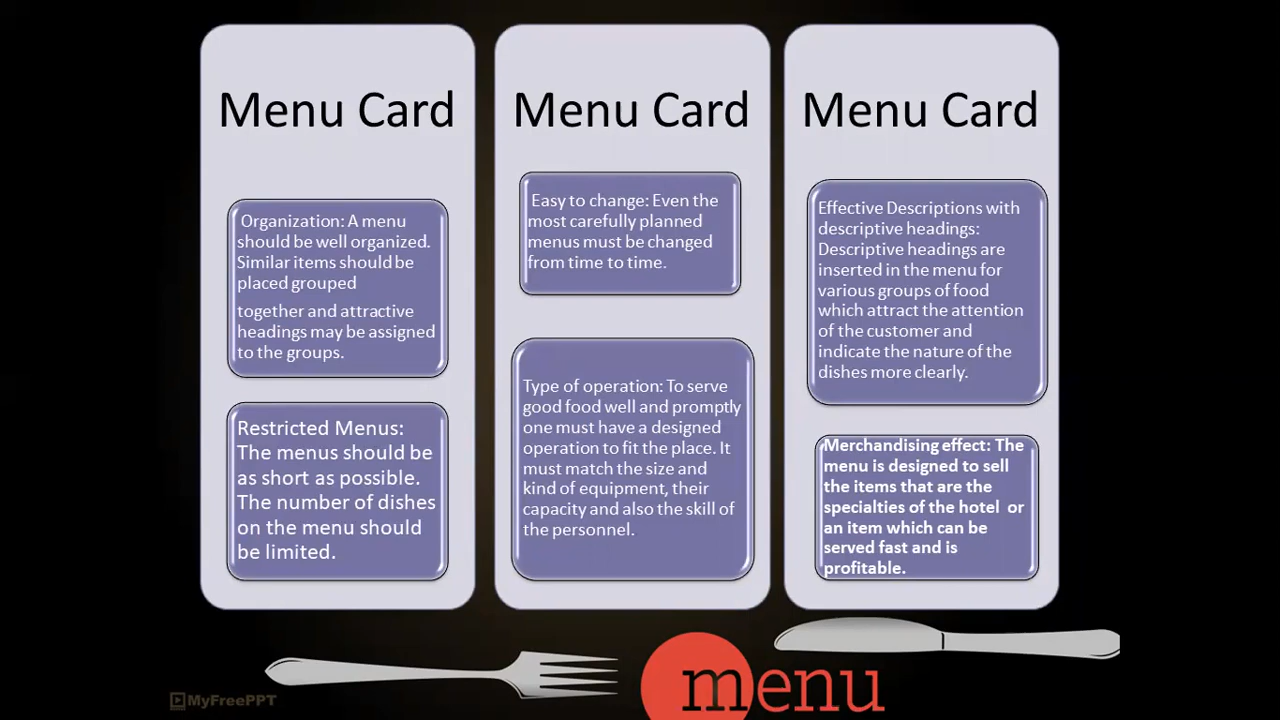 Menu Card
Organization: A menu
should be well organized.
Similar items should be
placed grouped
together and attractive
headings may be assigned
to the groups.
Restricted Menus:
The menus should be
as short as possible.
The number of dishes
on the menu should
be limited.
Menu Card
Easy to change: Even the
most carefully planned
menus must be changed
from time to time.
Type of operation: To serve
good food well and promptly
one must have a designed
operation to fit the place. It
must match the size and
kind of equipment, their
capacity and also the skill of
the personnel.
Menu Card
Effective Descriptions with
descriptive headings:
Descriptive headings are
inserted in the menu for
various groups of food
which attract the attention
of the customer and
indicate the nature of the
dishes more clearly.
Merchandising effect: The
menu is designed to sell
the items that are the
specialties of the hotel or
an item which can be
served fast and is
profitable.
menu
MyFreePPT